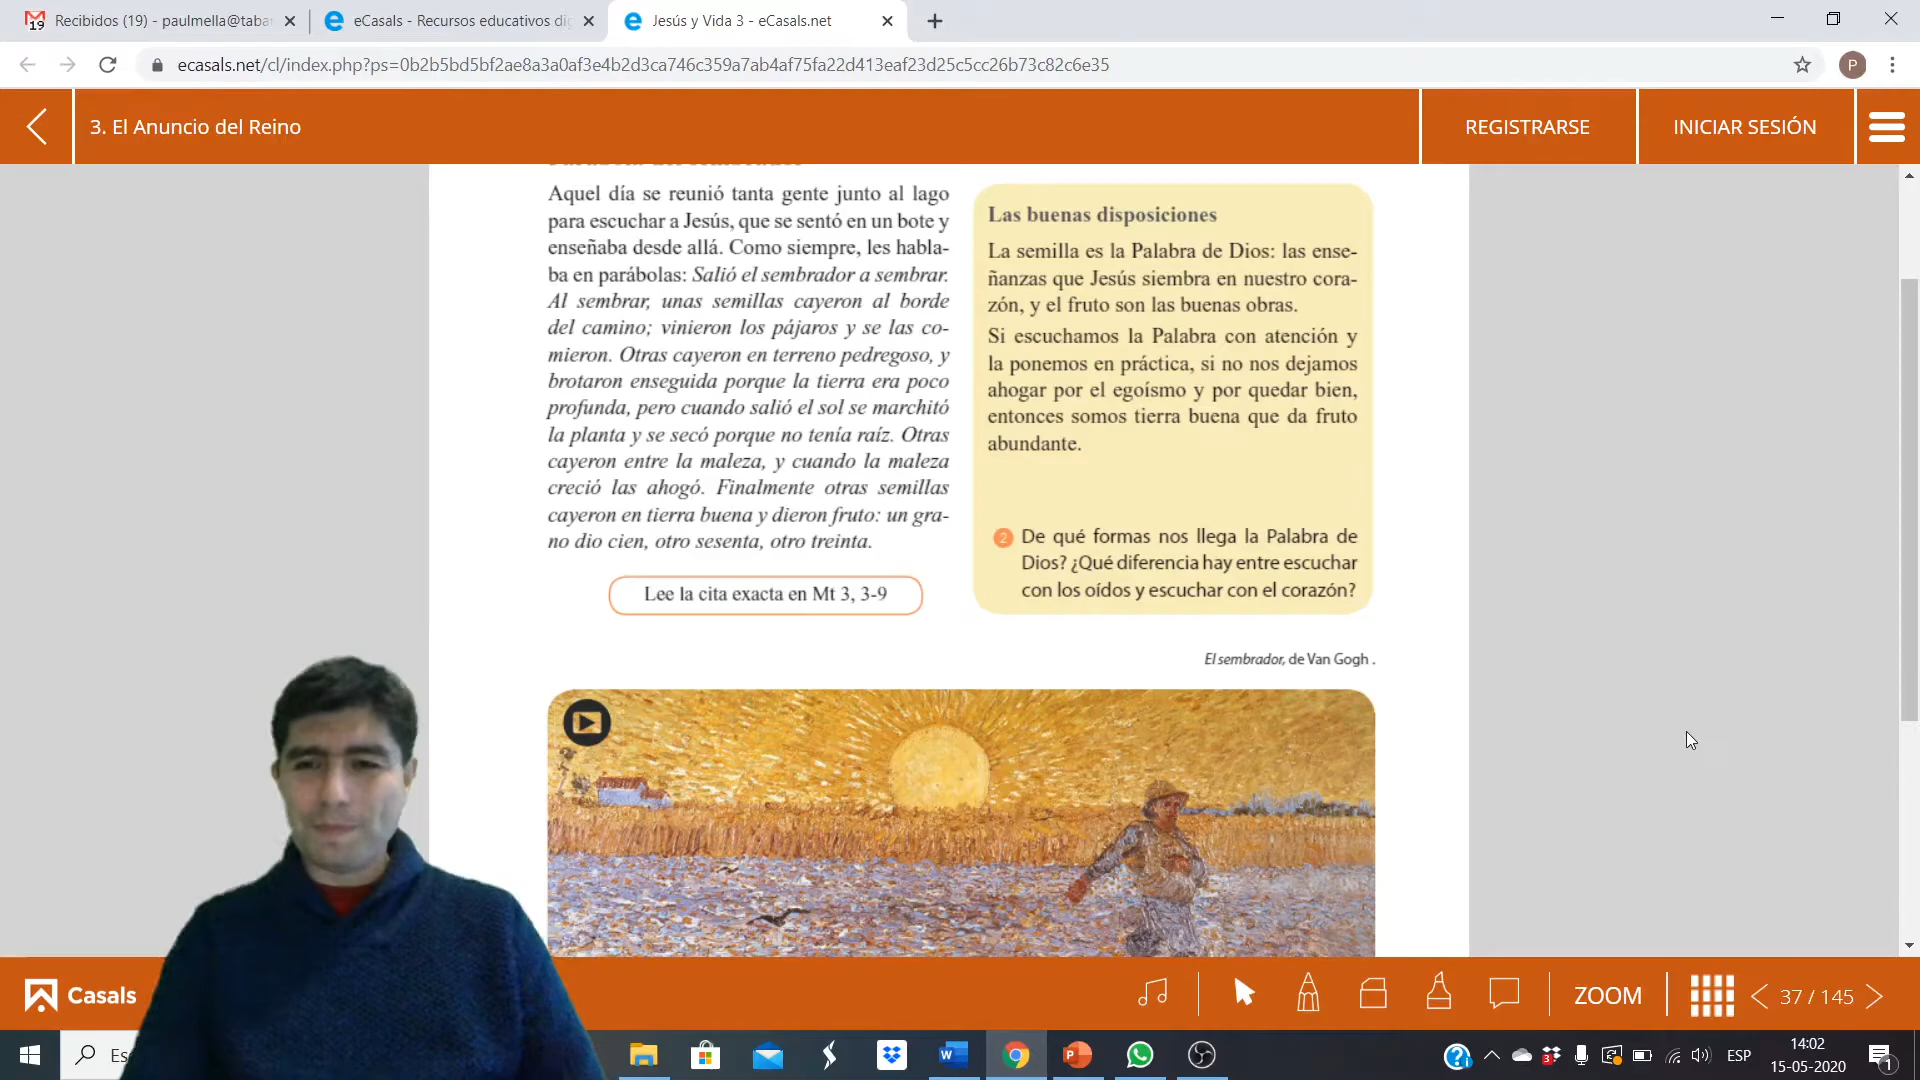 Recibidos (19) - paulmella@taba
eCasals - Recursos educativos di
Jesús y Vida 3 - eCasals.net
ecasals.net/cl/index.php?ps=0b2b5bd5bf2ae8a3a0af3e4b2d3ca746c359a7ab4af75fa22d413eaf23d25c5cc26b73c82c6e35
P
3. El Anuncio del Reino
REGISTRARSE
INICIAR SESIÓN
Aquel día se reunió tanta gente junto al lago
para escuchar a Jesús, que se sentó en un bote y
enseñaba desde allá. Como siempre, les habla-
ba en parábolas: Salió el sembrador a sembrar.
Al sembrar, unas semillas cayeron al borde
del camino; vinieron los pájaros y se las co-
mieron. Otras cayeron en terreno pedregoso, y
brotaron enseguida porque la tierra era poco
profunda, pero cuando salió el sol se marchitó
la planta y se secó porque no tenía raíz. Otras
cayeron entre la maleza, y cuando la maleza
creció las ahogó. Finalmente otras semillas
cayeron en tierra buena y dieron fruto: un gra-
no dio cien, otro sesenta, otro treinta.
Lee la cita exacta en Mt 3, 3-9
Las buenas disposiciones
La semilla es la Palabra de Dios: las ense-
ñanzas que Jesús siembra en nuestro cora-
zón, y el fruto son las buenas obras.
Si escuchamos la Palabra con atención y
la ponemos en práctica, si no nos dejamos
ahogar por el egoísmo y por quedar bien,
entonces somos tierra buena que da fruto
abundante.
2 De qué formas nos llega la Palabra de
Dios? ¿Qué diferencia hay entre escuchar
con los oídos y escuchar con el corazón?
El sembrador, de Van Gogh .
Casals
ZOOM
37 / 145
Es
ESP
14:02
15-05-2020
1